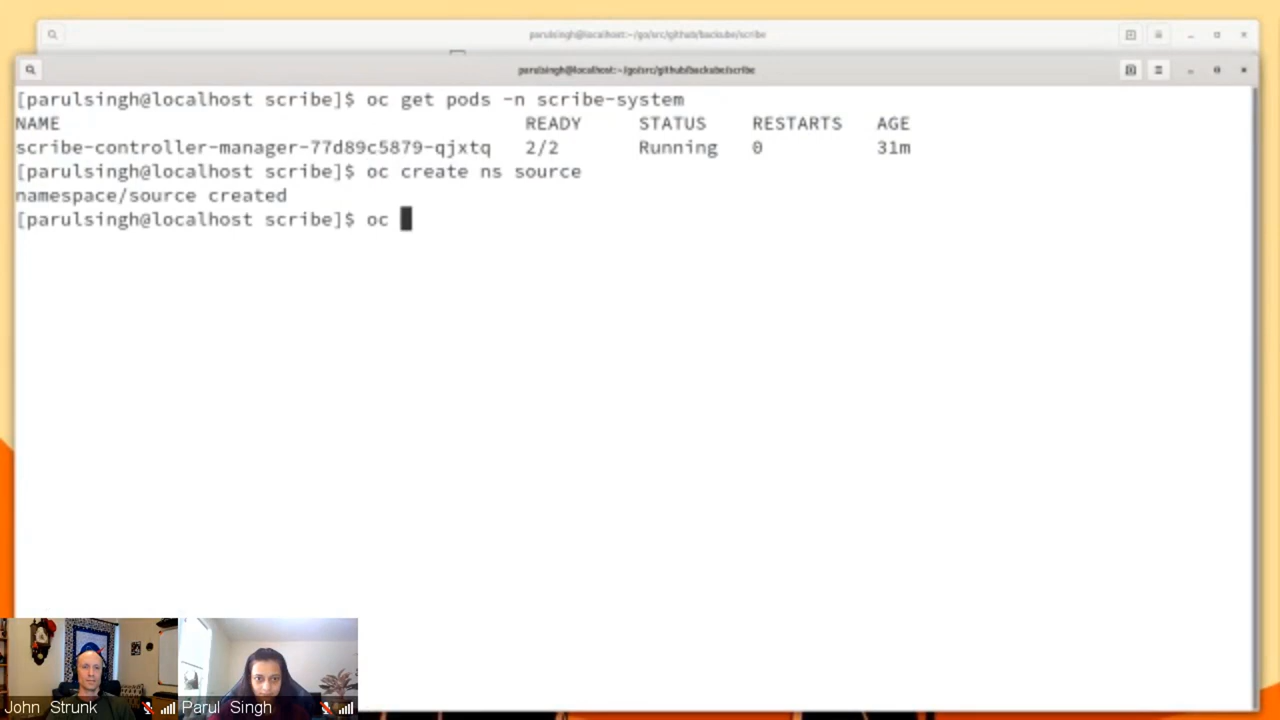 parulsingh@localhost:~/go/src/github/backube/scribe
parulsingh@localhost:~/go/src/github/backube/scribe
[parulsingh@localhost scribe]$ oc get pods -n scribe-system
NAME READY STATUS RESTARTS AGE
scribe-controller-manager-77d89c5879-qjxtq 2/2 Running 0 31m
[parulsingh@localhost scribe]$ oc create ns source
namespace/source created
[parulsingh@localhost scribe]$ oc
John Strunk
Parul Singh